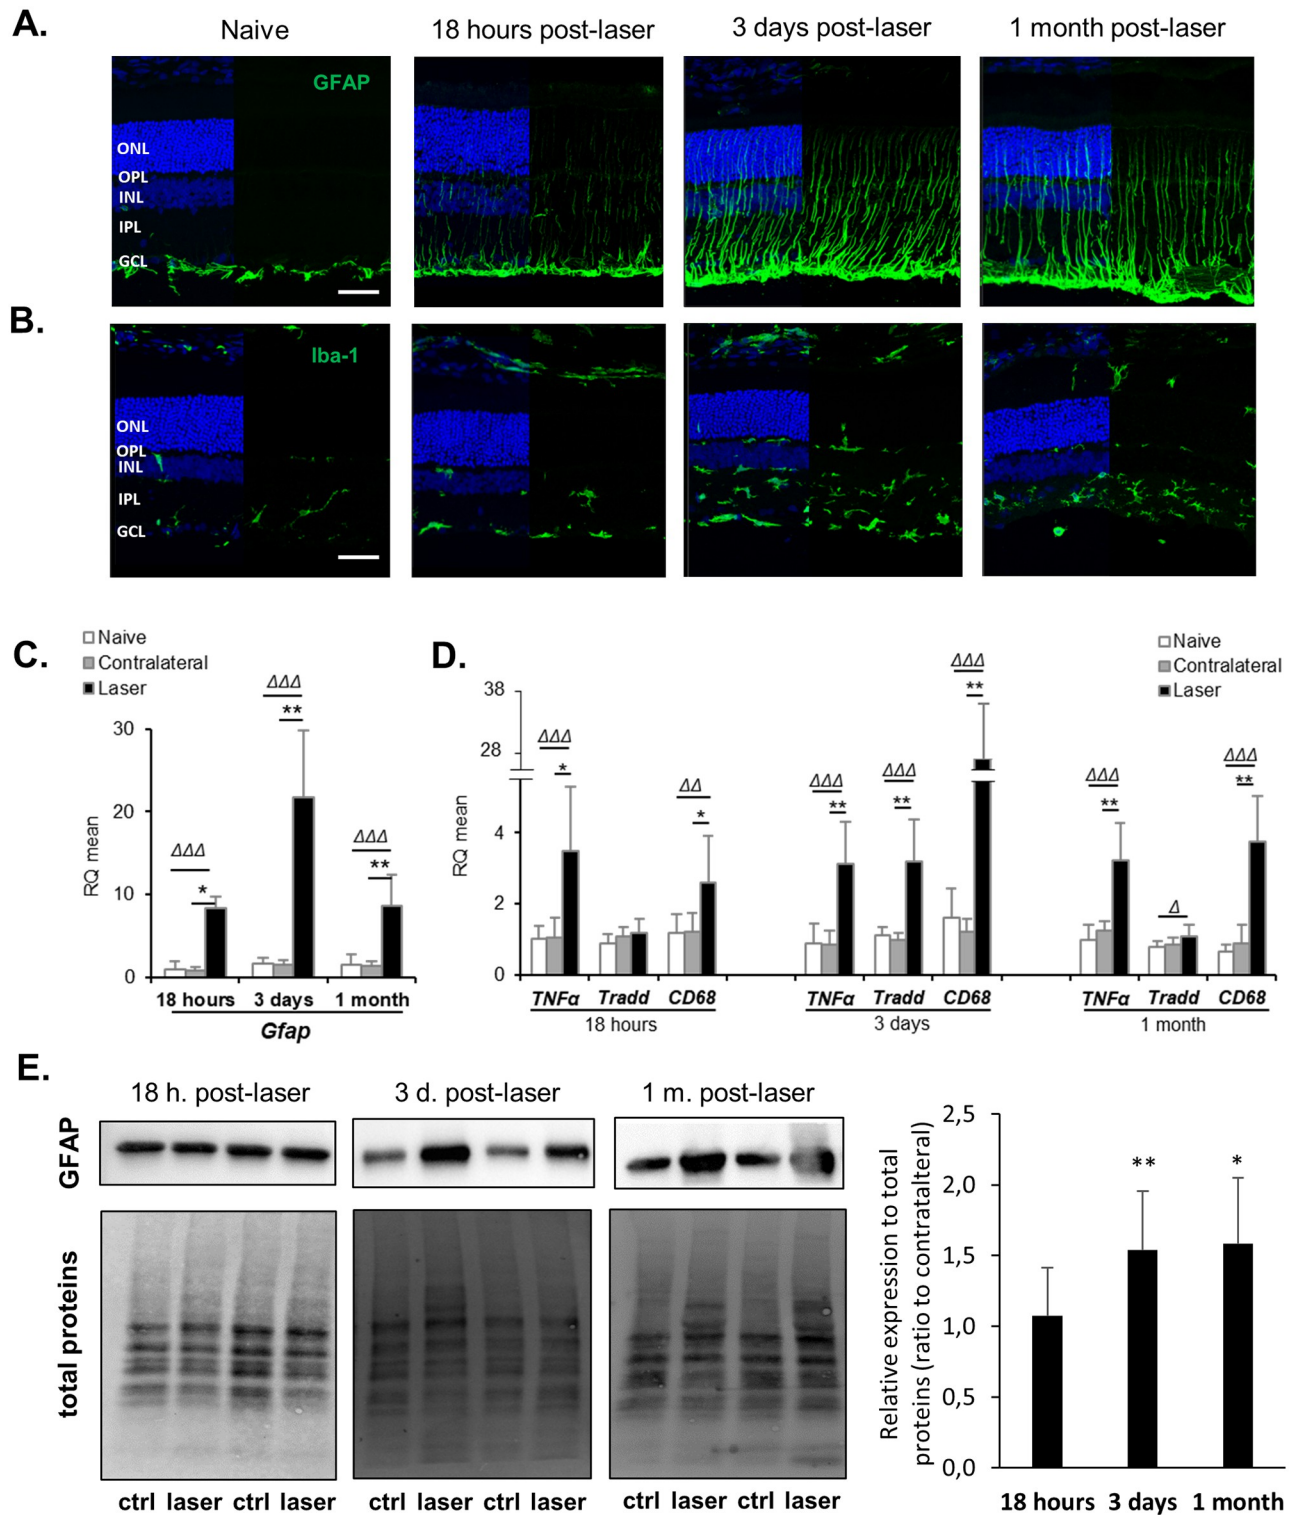 A.
Naive
18 hours post-laser
3 days post-laser
1 month post-laser
GFAP
ONL
OPL
INL
IPL
GCL
B.
Iba-1
ONL
OPL
INL
IPL
GCL
C.
Naive
Contralateral
Laser
RQ mean
30
20
10
0
ΔΔΔ
*
ΔΔΔ
**
ΔΔΔ
**
18 hours
3 days
1 month
Gfap
D.
Naive
Contralateral
Laser
RQ mean
38
28
4
2
0
ΔΔΔ
*
ΔΔ
*
ΔΔΔ
**
ΔΔΔ
**
ΔΔΔ
**
ΔΔΔ
**
Δ
ΔΔΔ
**
TNFα Tradd CD68
18 hours
TNFα Tradd CD68
3 days
TNFα Tradd CD68
1 month
E.
18 h. post-laser
3 d. post-laser
1 m. post-laser
GFAP
total proteins
ctrl laser ctrl laser
ctrl laser ctrl laser
ctrl laser ctrl laser
Relative expression to total
proteins (ratio to contratalteral)
2,5
2,0
1,5
1,0
0,5
0,0
**
*
18 hours 3 days 1 month